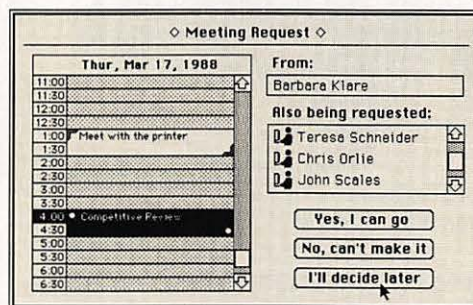 ◇ Meeting Request ◇
Thur, Mar 17, 1988
11:00
11:30
12:00
12:30
1:00 Meet with the printer
1:30
2:00
2:30
3:00
3:30
4:00 Competitive Review
4:30
5:00
5:30
6:00
6:30
From:
Barbara Klare
Also being requested:
Teresa Schneider
Chris Orlie
John Scales
Yes, I can go
No, can't make it
I'll decide later